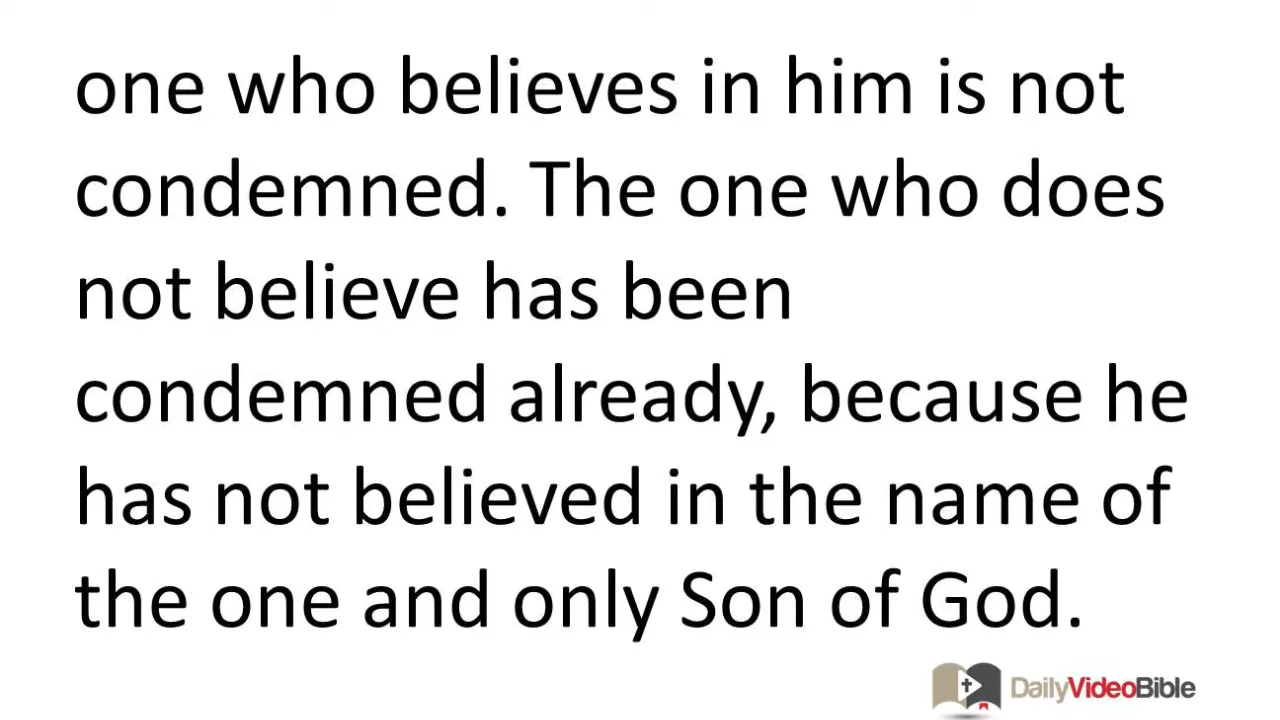 one who believes in him is not
condemned. The one who does
not believe has been
condemned already, because he
has not believed in the name of
the one and only Son of God.
DailyVideoBible